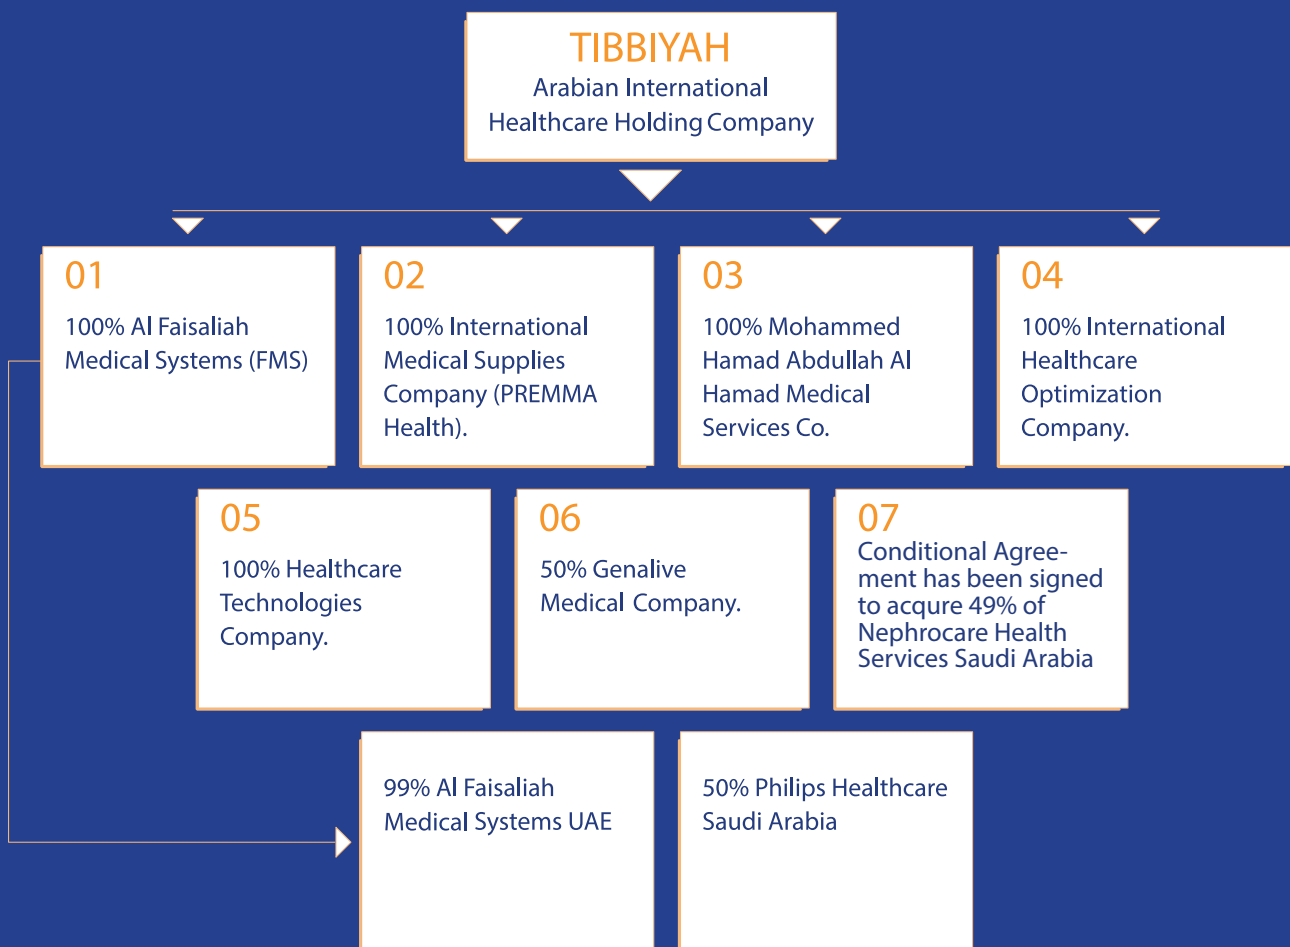 TIBBIYAH
Arabian International
Healthcare Holding Company
01
100% Al Faisaliah
Medical Systems (FMS)
02
100% International
Medical Supplies
Company (PREMMA
Health).
03
100% Mohammed
Hamad Abdullah Al
Hamad Medical
Services Co.
04
100% International
Healthcare
Optimization
Company.
05
100% Healthcare
Technologies
Company.
06
50% Genalive
Medical Company.
07
Conditional Agree-
ment has been signed
to acqure 49% of
Nephrocare Health
Services Saudi Arabia
99% Al Faisaliah
Medical Systems UAE
50% Philips Healthcare
Saudi Arabia